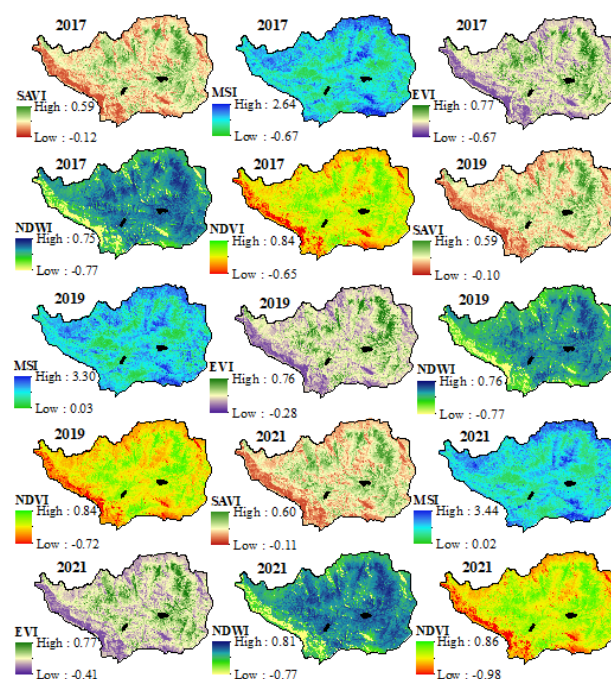 2017
SAVI
High : 0.59
Low : -0.12
2017
MSI
High : 2.64
Low : -0.67
2017
EVI
High : 0.77
Low : -0.67
2017
NDWI
High : 0.75
Low : -0.77
2017
NDVI
High : 0.84
Low : -0.65
2019
SAVI
High : 0.59
Low : -0.10
2019
MSI
High : 3.30
Low : 0.03
2019
EVI
High : 0.76
Low : -0.28
2019
NDWI
High : 0.76
Low : -0.77
2019
NDVI
High : 0.84
Low : -0.72
2021
SAVI
High : 0.60
Low : -0.11
2021
MSI
High : 3.44
Low : 0.02
2021
EVI
High : 0.77
Low : -0.41
2021
NDWI
High : 0.81
Low : -0.77
2021
NDVI
High : 0.86
Low : -0.98